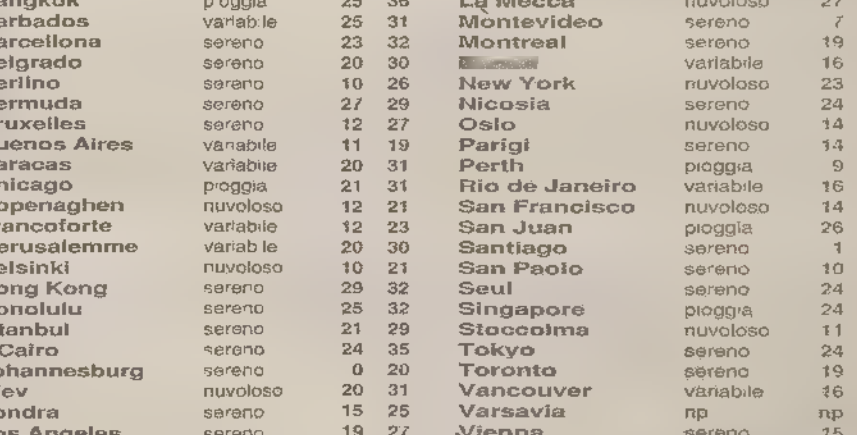 pioggia 25 36 La Mecca nuvoloso 27
arbados variabile 25 31 Montevideo sereno 7
arcellona sereno 23 32 Montreal sereno 19
elgrado sereno 20 30 variabile 16
erlino sereno 10 26 New York nuvoloso 23
ermuda sereno 27 29 Nicosia sereno 24
ruxelles sereno 12 27 Oslo nuvoloso 14
uenos Aires variabile 11 19 Parigi sereno 14
aracas variabile 20 31 Perth pioggia 9
hicago pioggia 21 31 Rio de Janeiro variabile 16
openaghen nuvoloso 12 21 San Francisco nuvoloso 14
rancoforte variabile 12 23 San Juan pioggia 26
erusalemme variabile 20 30 Santiago sereno 1
elsinki nuvoloso 10 21 San Paolo sereno 10
ong Kong sereno 29 32 Seul sereno 24
onolulu sereno 25 32 Singapore pioggia 24
tanbul sereno 21 29 Stoccolma nuvoloso 11
Cairo sereno 24 35 Tokyo sereno 24
ohannesburg sereno 0 20 Toronto sereno 19
ev nuvoloso 20 31 Vancouver variabile 16
ondra sereno 15 25 Varsavia np np
os Angeles sereno 19 27 Vienna sereno 15